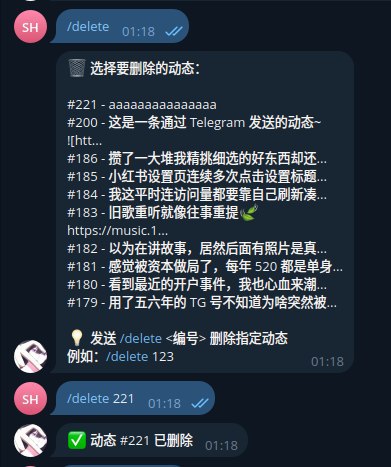 SH
/delete 01:18
🗑️ 选择要删除的动态：
#221 - aaaaaaaaaaaaaaa
#200 - 这是一条通过 Telegram 发送的动态~
![htt...
#186 - 攒了一大堆我精挑细选的好东西却还...
#185 - 小红书设置页连续多次点击设置标题...
#184 - 我这平时连访问量都要靠自己刷新凑...
#183 - 旧歌重听就像往事重提🌿
https://music.1...
#182 - 以为在讲故事，居然后面有照片是真...
#181 - 感觉被资本做局了，每年 520 都是单身...
#180 - 看到最近的开户事件，我也心血来潮...
#179 - 用了五六年的 TG 号不知道为啥突然被...
💡 发送 /delete <编号> 删除指定动态
例如：/delete 123
01:18
SH
/delete 221 01:18
✅ 动态 #221 已删除 01:18